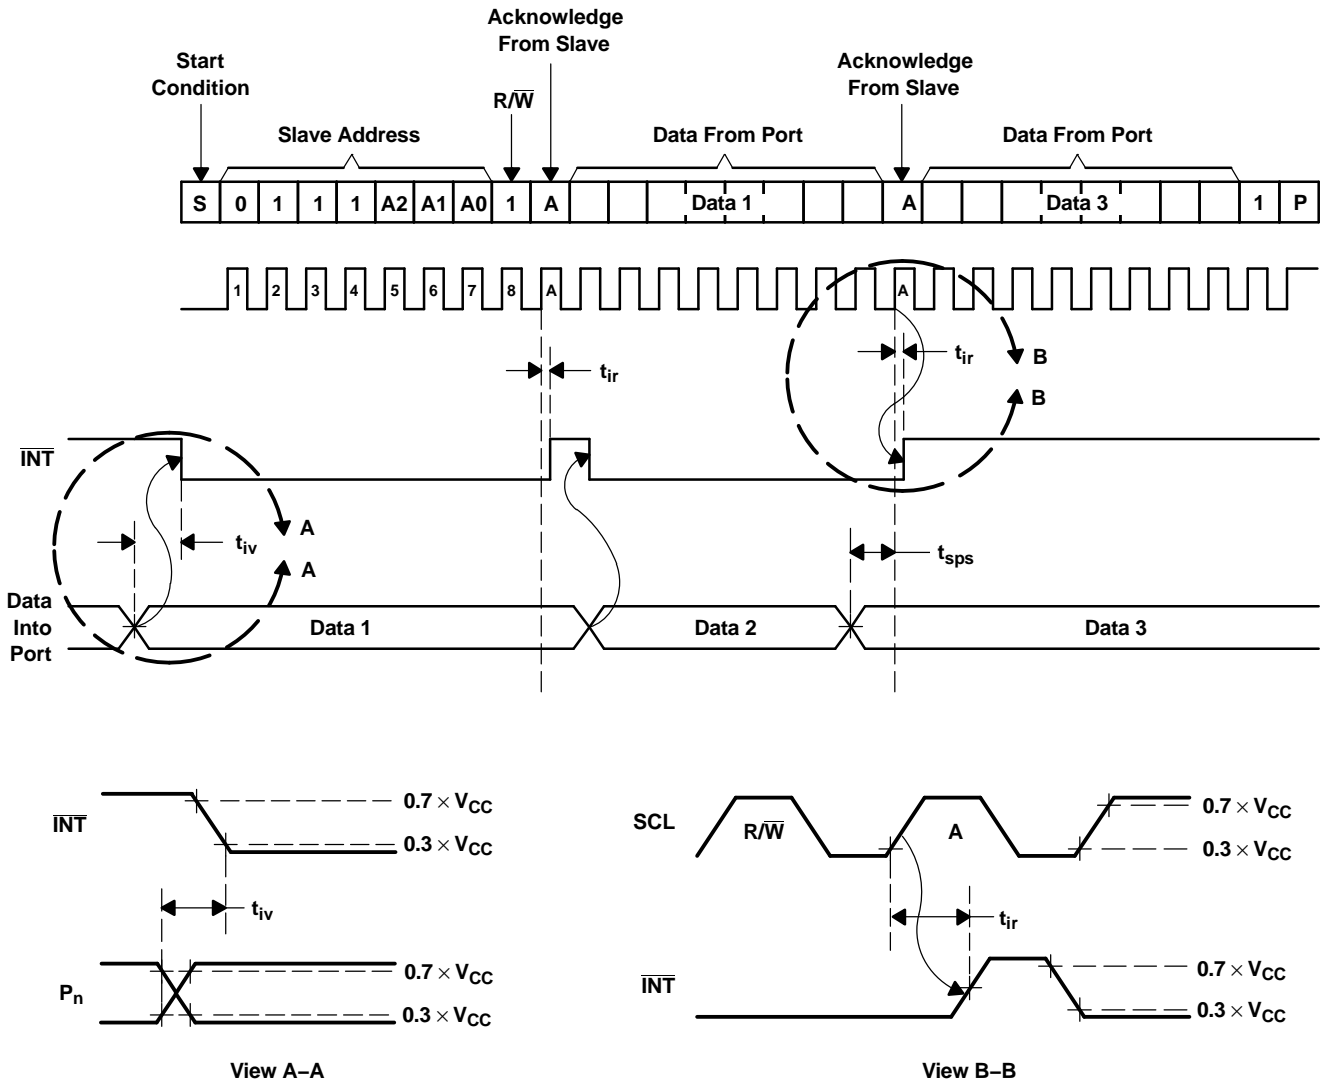 Acknowledge
From Slave
Start
Condition
R/W̅
Acknowledge
From Slave
Slave Address
Data From Port
Data From Port
S 0 1 1 1 A2 A1 A0 1 A Data 1 A Data 3 1 P
1 2 3 4 5 6 7 8 A A
t_ir
t_ir
B
B
I̅N̅T̅
t_iv
A
A
t_sps
Data
Into
Port
Data 1
Data 2
Data 3
I̅N̅T̅
0.7 × V_CC
0.3 × V_CC
t_iv
P_n
0.7 × V_CC
0.3 × V_CC
View A–A
SCL
R/W̅
A
0.7 × V_CC
0.3 × V_CC
t_ir
I̅N̅T̅
0.7 × V_CC
0.3 × V_CC
View B–B